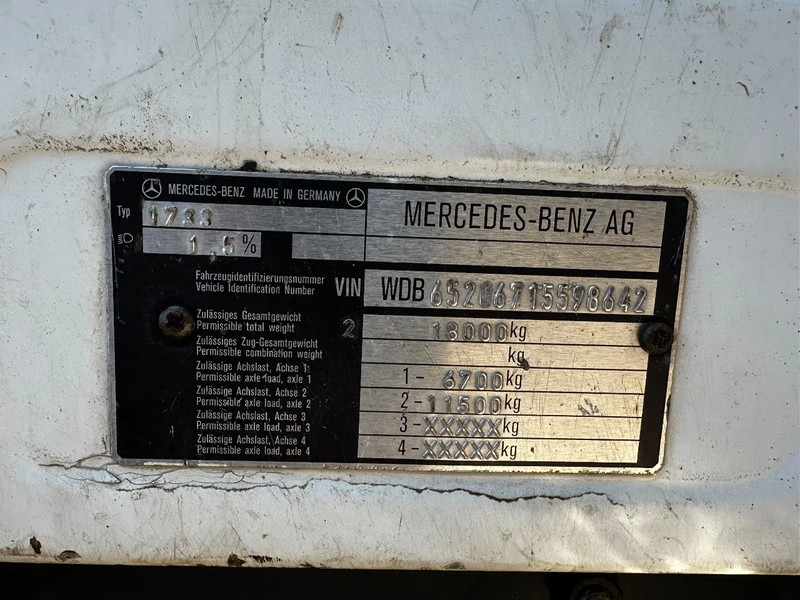 MERCEDES-BENZ MADE IN GERMANY
Typ 1733
1,5%
MERCEDES-BENZ AG
Fahrzeugidentifizierungsnummer
Vehicle Identification Number
VIN WDB 65206715598642
Zulässiges Gesamtgewicht
Permissible total weight
2 18000kg
Zulässiges Zug-Gesamtgewicht
Permissible combination weight
kg
Zulässige Achslast, Achse 1
Permissible axle load, axle 1
1- 6700kg
Zulässige Achslast, Achse 2
Permissible axle load, axle 2
2- 11500kg
Zulässige Achslast, Achse 3
Permissible axle load, axle 3
3- XXXXXkg
Zulässige Achslast, Achse 4
Permissible axle load, axle 4
4- XXXXXkg